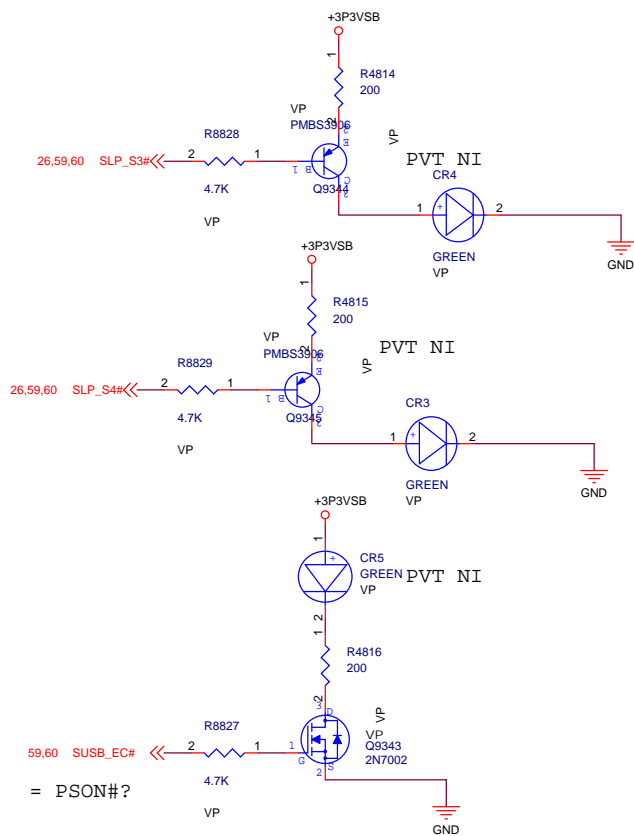 +3P3VSB
1
R4814
200
VP
2
PMBS3906
VP
R8828
E
PVT NI
26,59,60 SLP_S3#
2
1
1
B
CR4
4.7K
C
Q9344
1
+
2
VP
GREEN
VP
GND
+3P3VSB
1
R4815
200
VP
2
PMBS3906
VP
PVT NI
R8829
E
26,59,60 SLP_S4#
2
1
1
B
CR3
4.7K
C
Q9345
1
+
2
VP
GREEN
VP
GND
+3P3VSB
1
CR5
+
GREEN
PVT NI
VP
2
1
R4816
200
2
3
D
VP
R8827
VP
Q9343
59,60 SUSB_EC#
2
1
1
G
2N7002
S
2
4.7K
= PSON#?
VP
GND